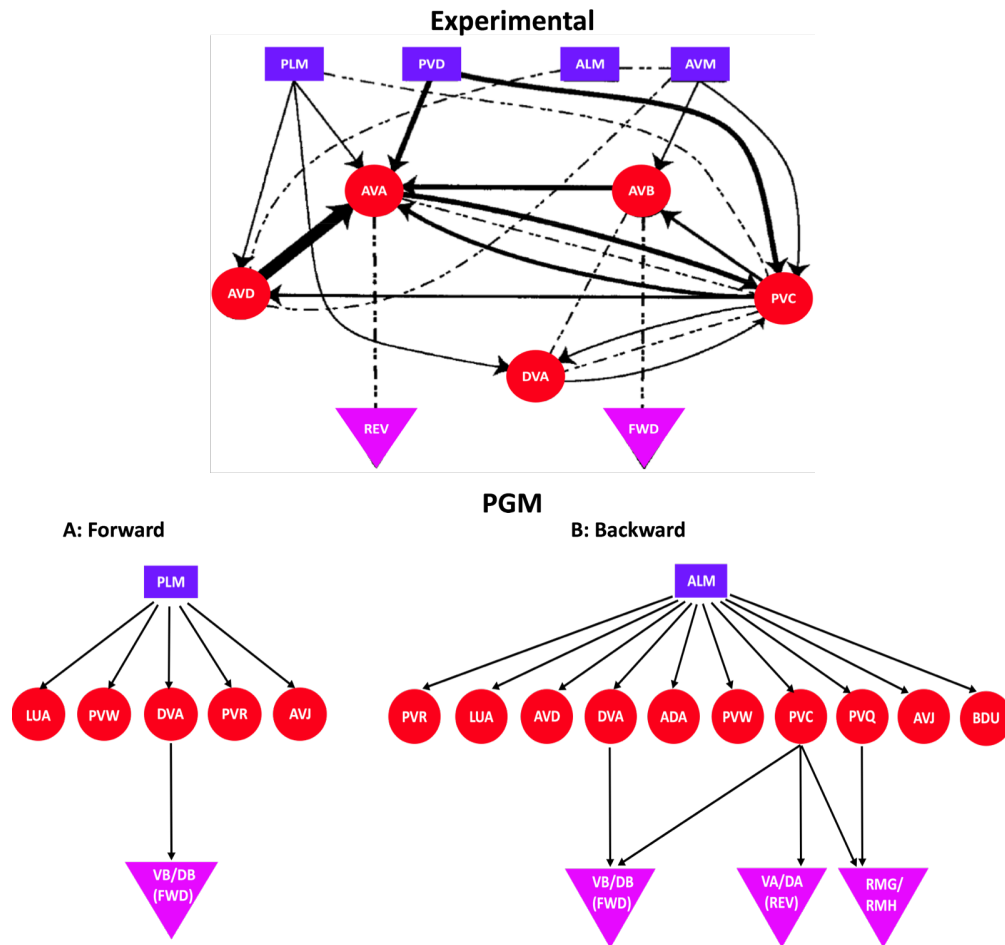 Experimental
PLM
PVD
ALM
AVM
AVA
AVB
AVD
PVC
DVA
REV
FWD
PGM
A: Forward
B: Backward
PLM
LUA
PVW
DVA
PVR
AVJ
VB/DB
(FWD)
ALM
PVR
LUA
AVD
DVA
ADA
PVW
PVC
PVQ
AVJ
BDU
VB/DB
(FWD)
VA/DA
(REV)
RMG/
RMH